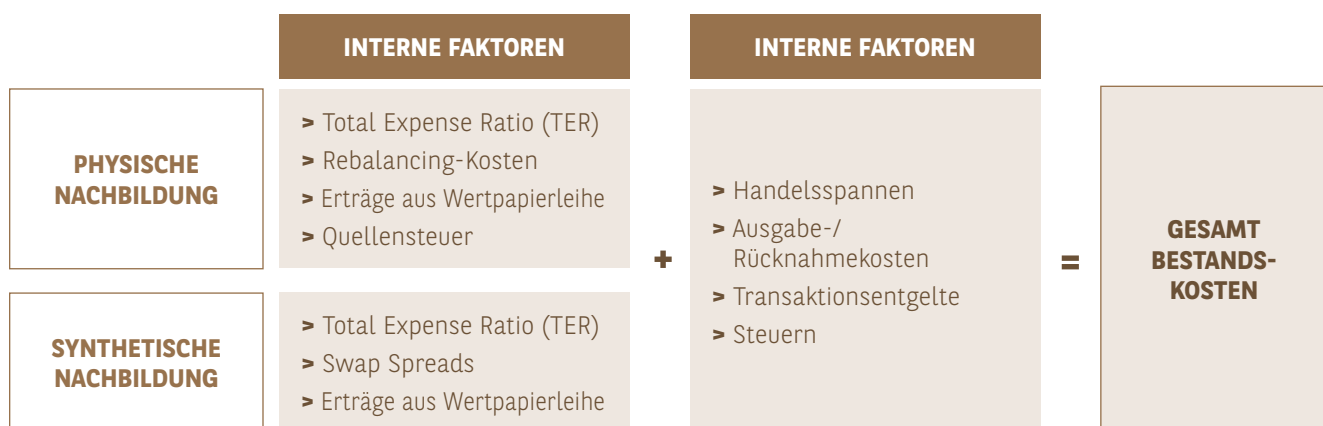 INTERNE FAKTOREN
INTERNE FAKTOREN
PHYSISCHE
NACHBILDUNG
> Total Expense Ratio (TER)
> Rebalancing-Kosten
> Erträge aus Wertpapierleihe
> Quellensteuer
SYNTHETISCHE
NACHBILDUNG
> Total Expense Ratio (TER)
> Swap Spreads
> Erträge aus Wertpapierleihe
+
> Handelsspannen
> Ausgabe-/
Rücknahmekosten
> Transaktionsentgelte
> Steuern
=
GESAMT
BESTANDS-
KOSTEN